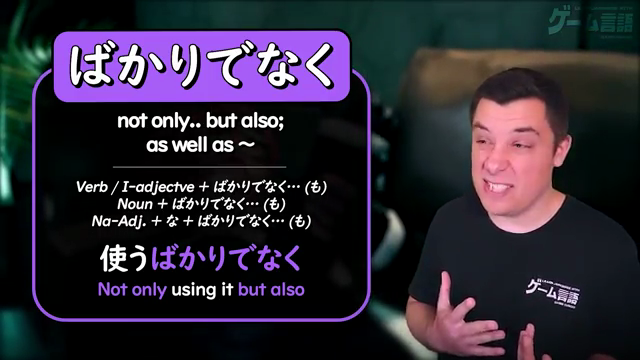 ばかりでなく
not only.. but also;
as well as ～
Verb / I-adjectve + ばかりでなく… (も)
Noun + ばかりでなく… (も)
Na-Adj. + な + ばかりでなく… (も)
使うばかりでなく
Not only using it but also
ゲーム言語
ゲーム言語